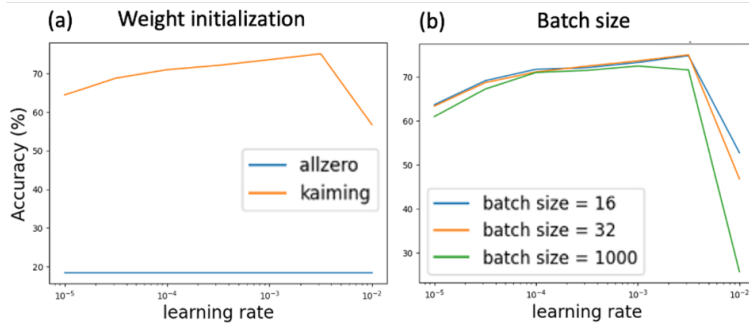 (a) Weight initialization
Accuracy (%)
70
60
50
40
30
20
allzero
kaiming
10⁻⁵
10⁻⁴
10⁻³
10⁻²
learning rate
(b) Batch size
70
60
50
40
30
batch size = 16
batch size = 32
batch size = 1000
10⁻⁵
10⁻⁴
10⁻³
10⁻²
learning rate